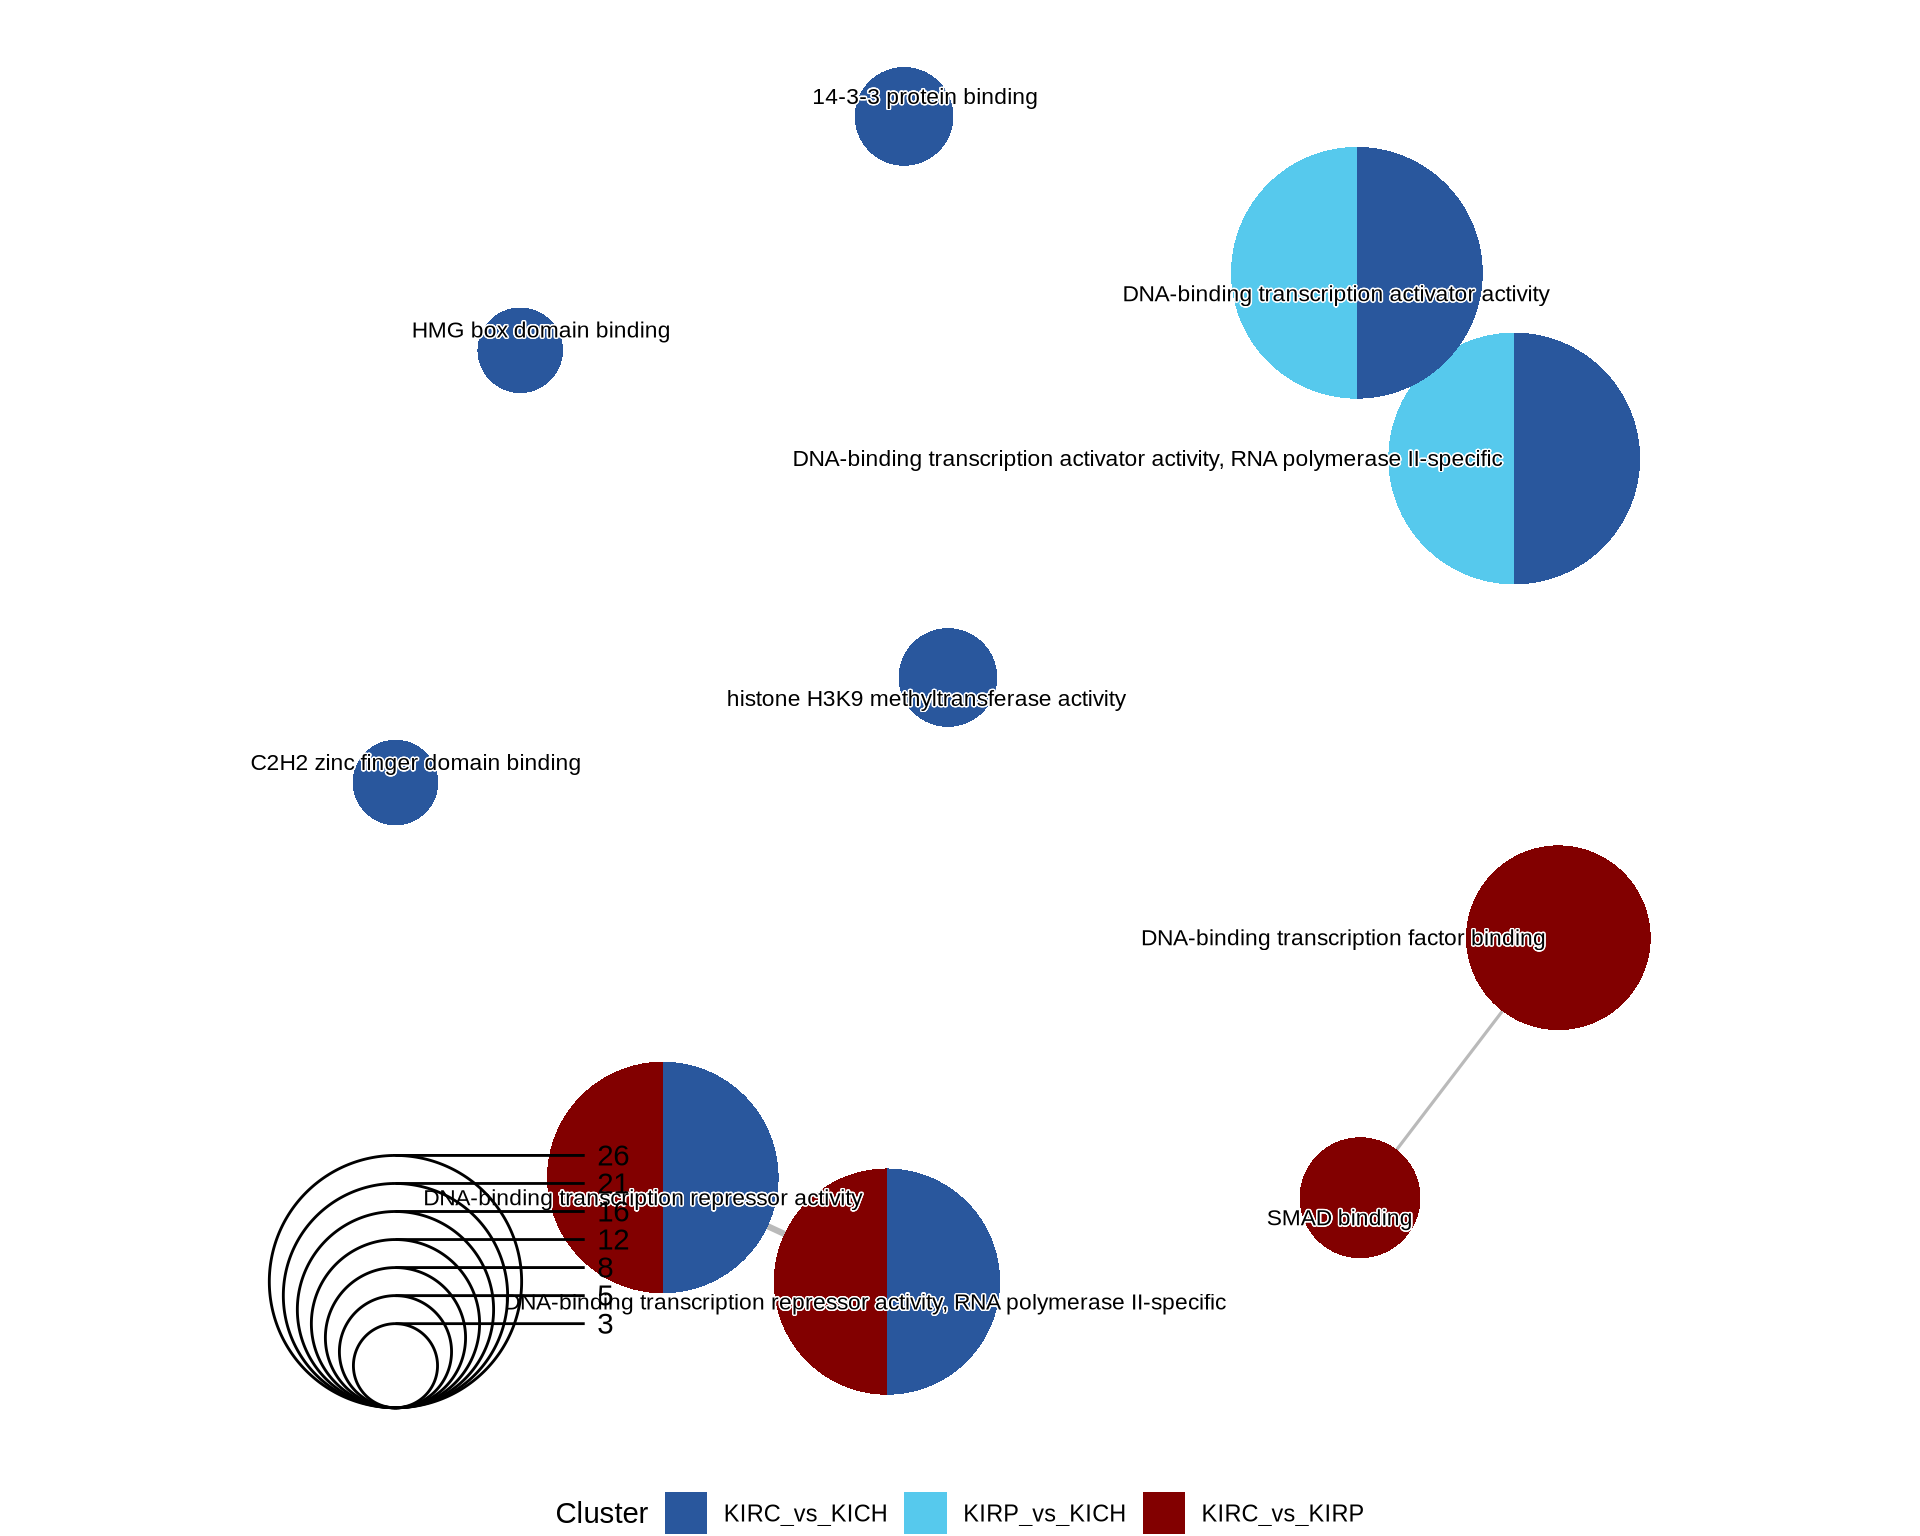 14-3-3 protein binding
DNA-binding transcription activator activity
HMG box domain binding
DNA-binding transcription activator activity, RNA polymerase II-specific
histone H3K9 methyltransferase activity
C2H2 zinc finger domain binding
DNA-binding transcription factor binding
26
21
DNA-binding transcription repressor activity
16
SMAD binding
12
8
5
DNA-binding transcription repressor activity, RNA polymerase II-specific
3
Cluster KIRC_vs_KICH KIRP_vs_KICH KIRC_vs_KIRP